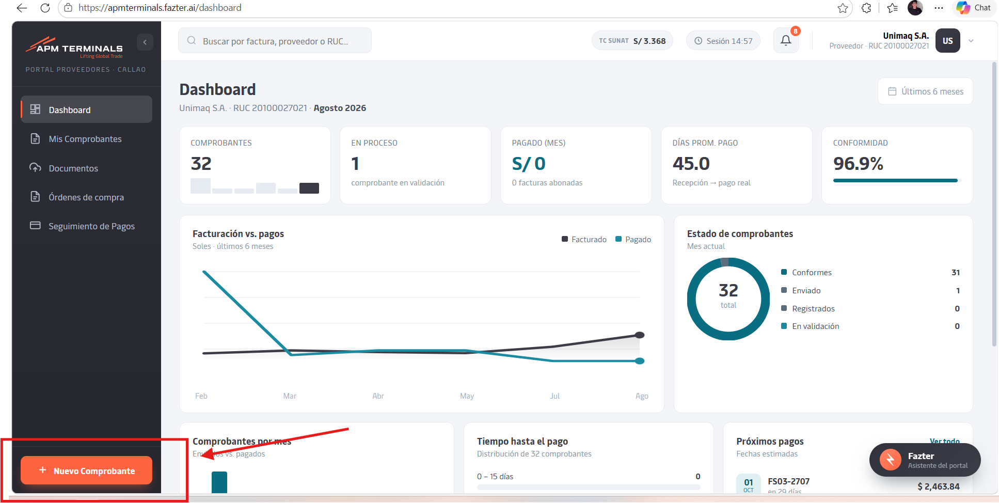 https://apmterminals.fazter.ai/dashboard
Chat
APM TERMINALS
Lifting Global Trade
PORTAL PROVEEDORES · CALLAO
Buscar por factura, proveedor o RUC...
TC SUNAT S/ 3.368
Sesión 14:57
8
Unimaq S.A.
Proveedor · RUC 20100027021
US
Dashboard
Mis Comprobantes
Documentos
Órdenes de compra
Seguimiento de Pagos
+ Nuevo Comprobante
Dashboard
Unimaq S.A. · RUC 20100027021 · Agosto 2026
Últimos 6 meses
COMPROBANTES
32
EN PROCESO
1
comprobante en validación
PAGADO (MES)
S/ 0
0 facturas abonadas
DÍAS PROM. PAGO
45.0
Recepción → pago real
CONFORMIDAD
96.9%
Facturación vs. pagos
Soles · últimos 6 meses
Facturado
Pagado
Feb
Mar
Abr
May
Jul
Ago
Estado de comprobantes
Mes actual
32
total
Conformes 31
Enviado 1
Registrados 0
En validación 0
Comprobantes por mes
Enviados vs. pagados
Tiempo hasta el pago
Distribución de 32 comprobantes
0 – 15 días 0
Próximos pagos
Ver todo
Fechas estimadas
01
OCT
FS03-2707
en 29 días
$ 2,463.84
Fazter
Asistente del portal